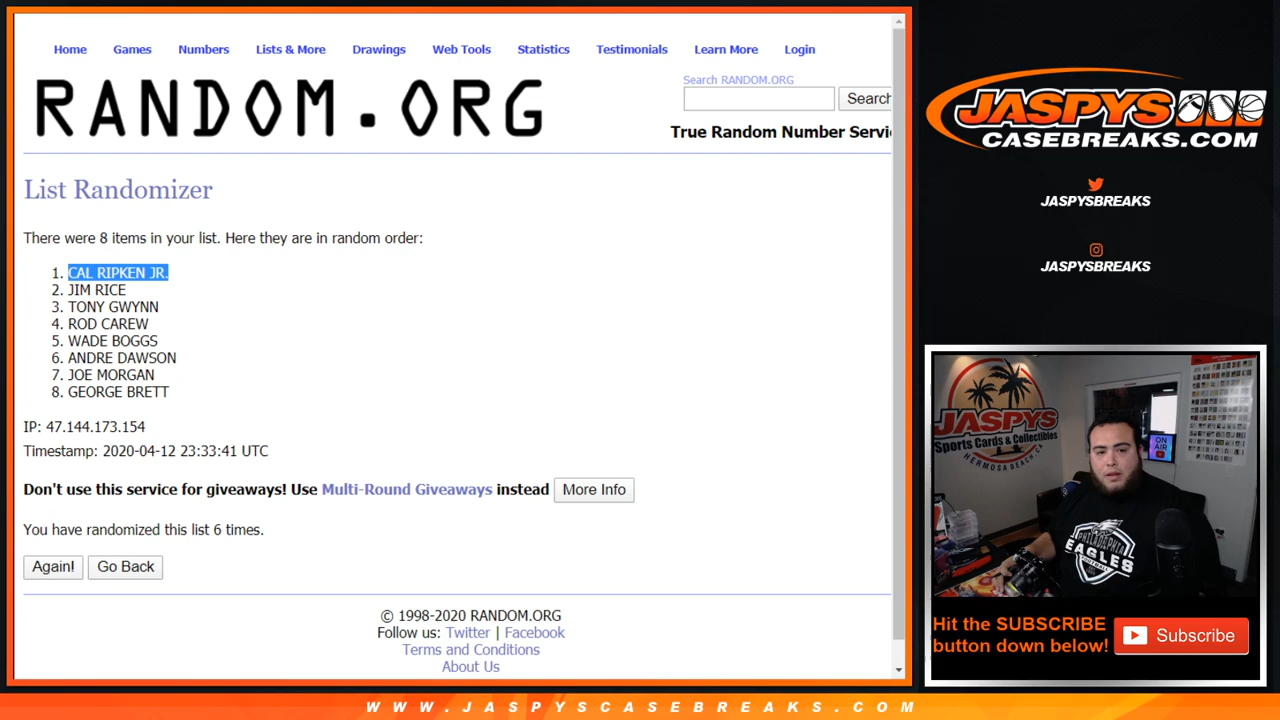 Home Games Numbers Lists & More Drawings Web Tools Statistics Testimonials Learn More Login
RANDOM.ORG
Search RANDOM.ORG
Search
True Random Number Servi
List Randomizer
There were 8 items in your list. Here they are in random order:
1. CAL RIPKEN JR.
2. JIM RICE
3. TONY GWYNN
4. ROD CAREW
5. WADE BOGGS
6. ANDRE DAWSON
7. JOE MORGAN
8. GEORGE BRETT
IP: 47.144.173.154
Timestamp: 2020-04-12 23:33:41 UTC
Don't use this service for giveaways! Use Multi-Round Giveaways instead More Info
You have randomized this list 6 times.
Again! Go Back
© 1998-2020 RANDOM.ORG
Follow us: Twitter | Facebook
Terms and Conditions
About Us
JASPYS
CASEBREAKS.COM
JASPYSBREAKS
JASPYSBREAKS
JASPYS
Sports Cards & Collectibles
HERMOSA BEACH, CA
ON
AIR
PHILADELPHIA
EAGLES
FOOTBALL
Hit the SUBSCRIBE
button down below!
Subscribe
WWW.JASPYSCASEBREAKS.COM